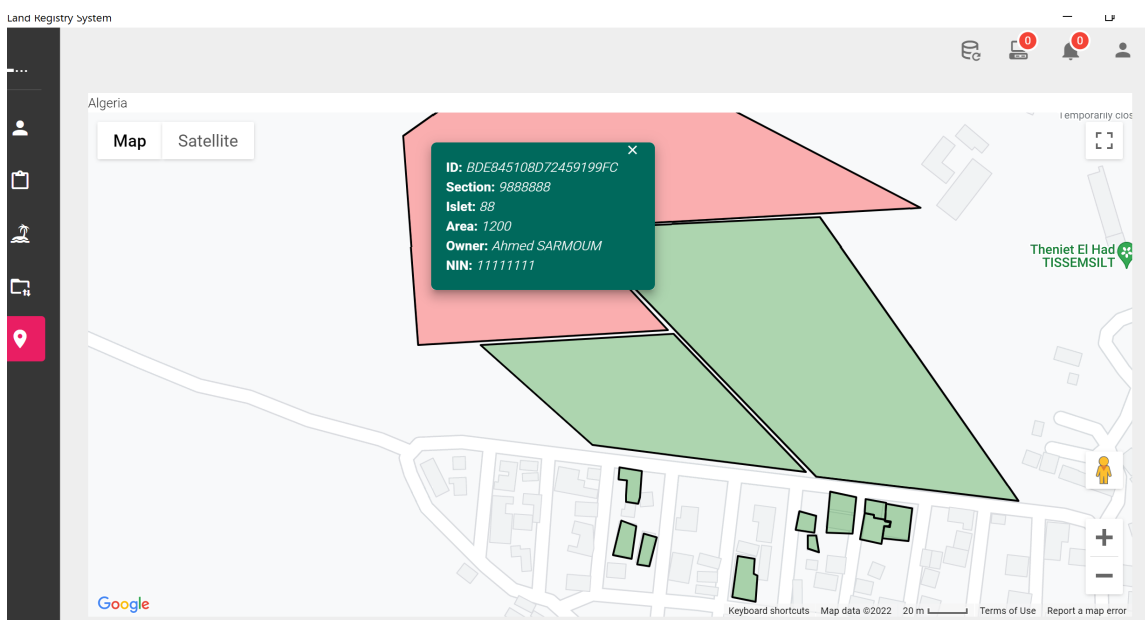 Land Registry System
0
0
Algeria
Temporarily clos
Map Satellite
ID: BDE845108D72459199FC
Section: 9888888
Islet: 88
Area: 1200
Owner: Ahmed SARMOUM
NIN: 11111111
Theniet El Had
TISSEMSILT
Google
Keyboard shortcuts Map data ©2022 20 m Terms of Use Report a map error